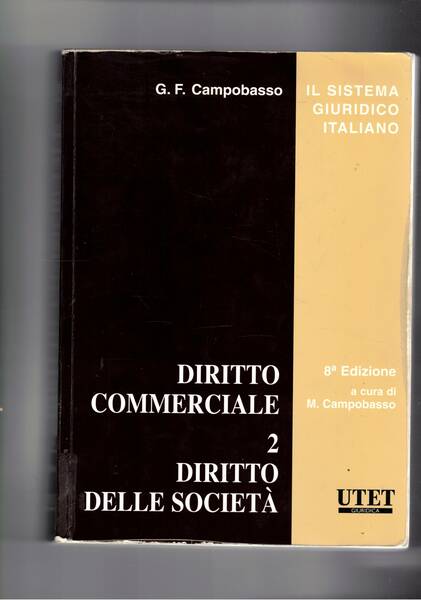 G. F. Campobasso
IL SISTEMA
GIURIDICO
ITALIANO
DIRITTO
COMMERCIALE
2
DIRITTO
DELLE SOCIETÀ
8ª Edizione
a cura di
M. Campobasso
UTET
GIURIDICA